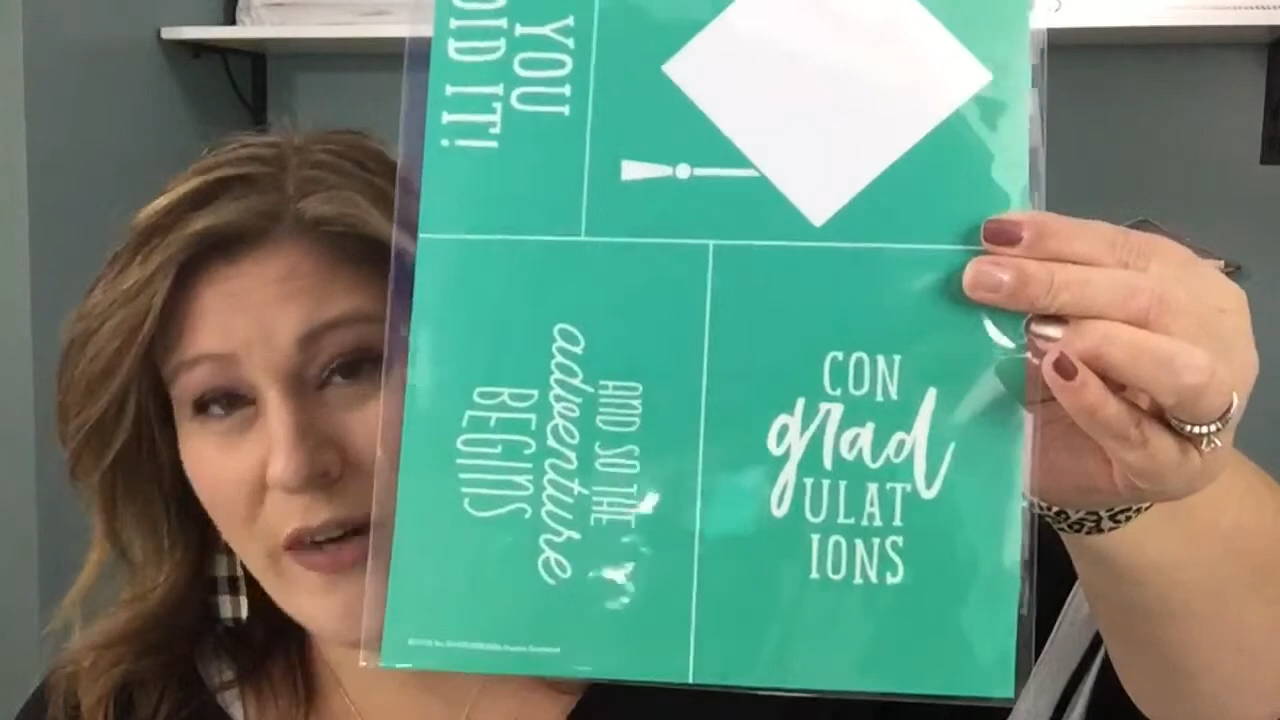 YOU
DID IT!
AND SO THE
adventure
BEGINS
CON
grad
ULAT
IONS